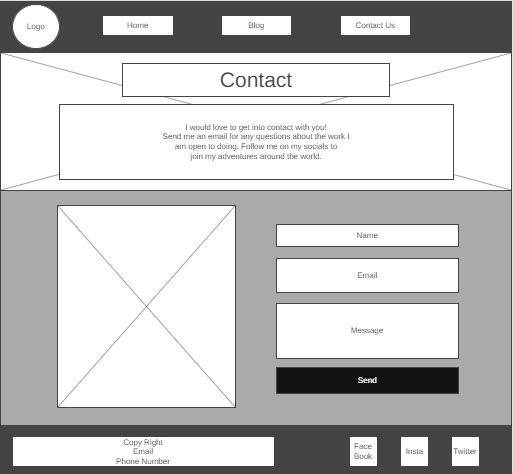 Logo
Home
Blog
Contact Us
Contact
I would love to get into contact with you!
Send me an email for any questions about the work I
am open to doing. Follow me on my socials to
join my adventures around the world.
Name
Email
Message
Send
Copy Right
Email
Phone Number
Face
Book
Insta
Twitter